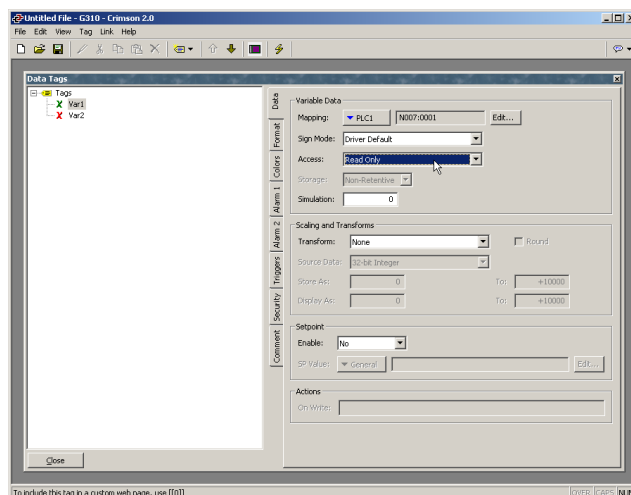 Untitled File - G310 - Crimson 2.0
File Edit View Tag Link Help
Data Tags
Tags
Var1
Var2
Data
Format
Colors
Alarm 1
Alarm 2
Triggers
Security
Comment
Variable Data
Mapping: PLC1 N007:0001 Edit...
Sign Mode: Driver Default
Access: Read Only
Storage: Non-Retentive
Simulation: 0
Scaling and Transforms
Transform: None Round
Source Data: 32-bit Integer
Store As: 0 To: +10000
Display As: 0 To: +10000
Setpoint
Enable: No
SP Value: General Edit...
Actions
On Write:
Close
To include this tag in a custom web page, use [[0]] OVER CAPS NUM